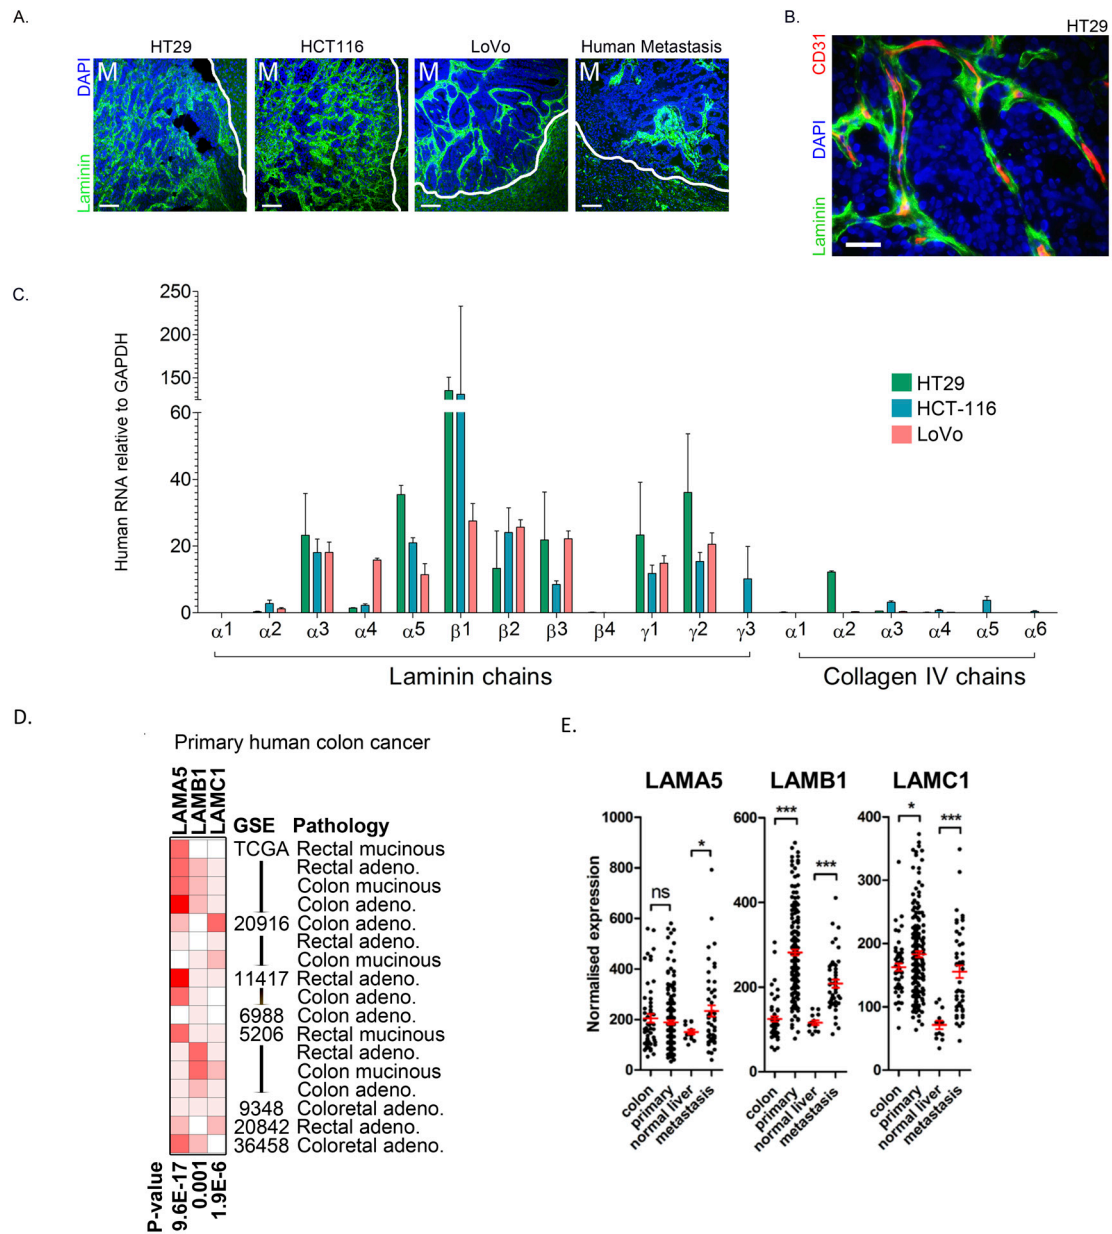 A.
HT29
HCT116
LoVo
Human Metastasis
Laminin DAPI
M
M
M
M
B.
HT29
Laminin DAPI CD31
C.
Human RNA relative to GAPDH
250
200
150
60
40
20
0
HT29
HCT-116
LoVo
α1 α2 α3 α4 α5 β1 β2 β3 β4 γ1 γ2 γ3 α1 α2 α3 α4 α5 α6
Laminin chains
Collagen IV chains
D.
Primary human colon cancer
LAMA5 LAMB1 LAMC1 GSE Pathology
TCGA Rectal mucinous
Rectal adeno.
Colon mucinous
Colon adeno.
20916 Colon adeno.
Rectal adeno.
Colon mucinous
11417 Rectal adeno.
Colon adeno.
6988 Colon adeno.
5206 Rectal mucinous
Rectal adeno.
Colon mucinous
Colon adeno.
9348 Coloretal adeno.
20842 Rectal adeno.
36458 Coloretal adeno.
P-value 9.6E-17 0.001 1.9E-6
E.
LAMA5
LAMB1
LAMC1
Normalised expression
1000
800
600
400
200
0
ns
*
colon primary normal liver metastasis
600
400
200
0
***
***
colon primary normal liver metastasis
400
300
200
100
0
*
***
colon primary normal liver metastasis